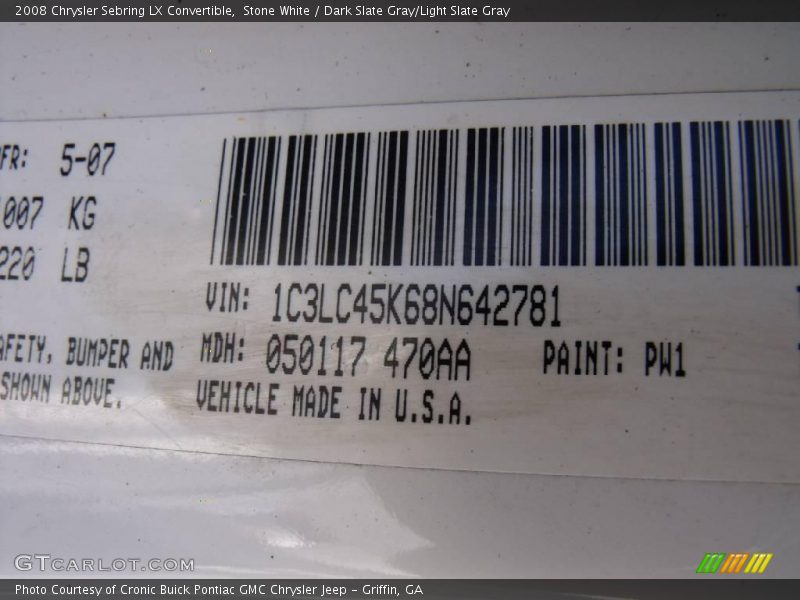 2008 Chrysler Sebring LX Convertible, Stone White / Dark Slate Gray/Light Slate Gray
FR: 5-07
007 KG
220 LB
VIN: 1C3LC45K68N642781
AFETY, BUMPER AND MDH: 050117 470AA PAINT: PW1
SHOWN ABOVE. VEHICLE MADE IN U.S.A.
GTCARLOT.COM
Photo Courtesy of Cronic Buick Pontiac GMC Chrysler Jeep - Griffin, GA